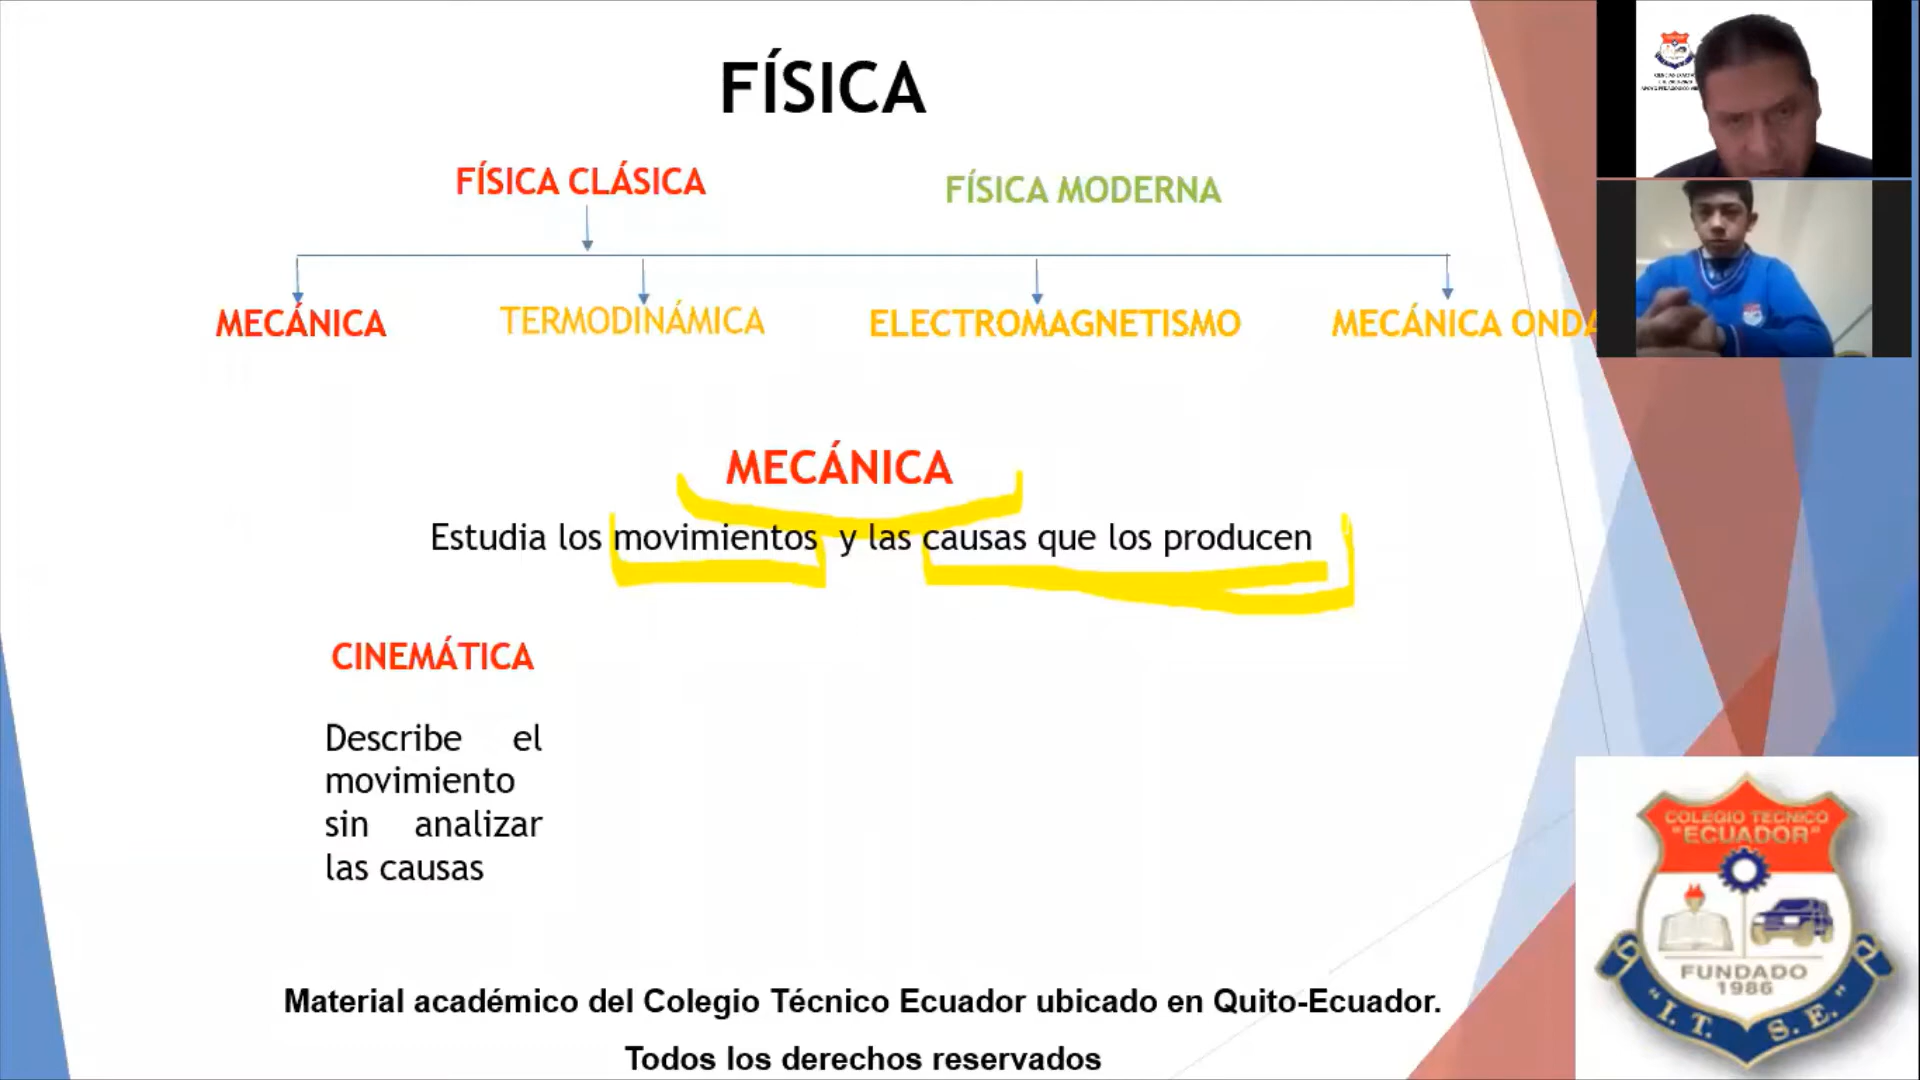 FÍSICA
FÍSICA CLÁSICA
FÍSICA MODERNA
MECÁNICA
TERMODINÁMICA
ELECTROMAGNETISMO
MECÁNICA ONDA
MECÁNICA
Estudia los movimientos y las causas que los producen
CINEMÁTICA
Describe el
movimiento
sin analizar
las causas
COLEGIO TECNICO
"ECUADOR"
FUNDADO
1986
"I.T. S.E."
Material académico del Colegio Técnico Ecuador ubicado en Quito-Ecuador.
Todos los derechos reservados